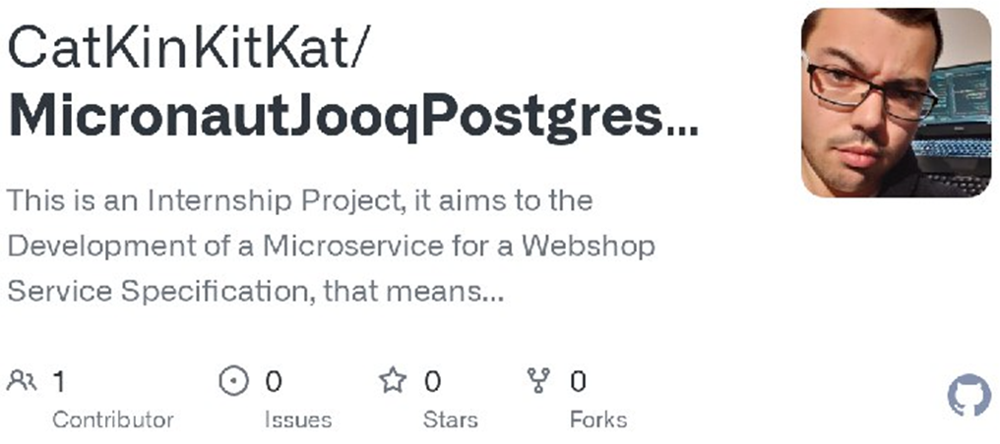 CatKinKitKat/
MicronautJooqPostgres...
This is an Internship Project, it aims to the
Development of a Microservice for a Webshop
Service Specification, that means...
1 0 0 0
Contributor Issues Stars Forks